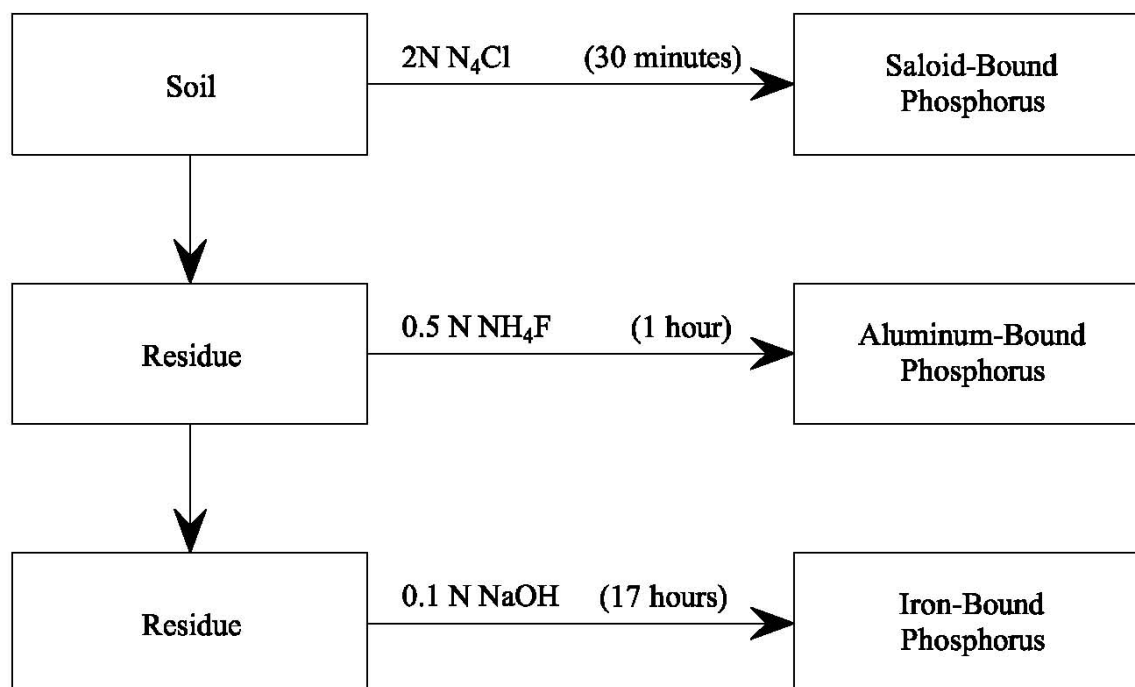 Soil
2N N₄Cl (30 minutes)
Saloid-Bound
Phosphorus
Residue
0.5 N NH₄F (1 hour)
Aluminum-Bound
Phosphorus
Residue
0.1 N NaOH (17 hours)
Iron-Bound
Phosphorus